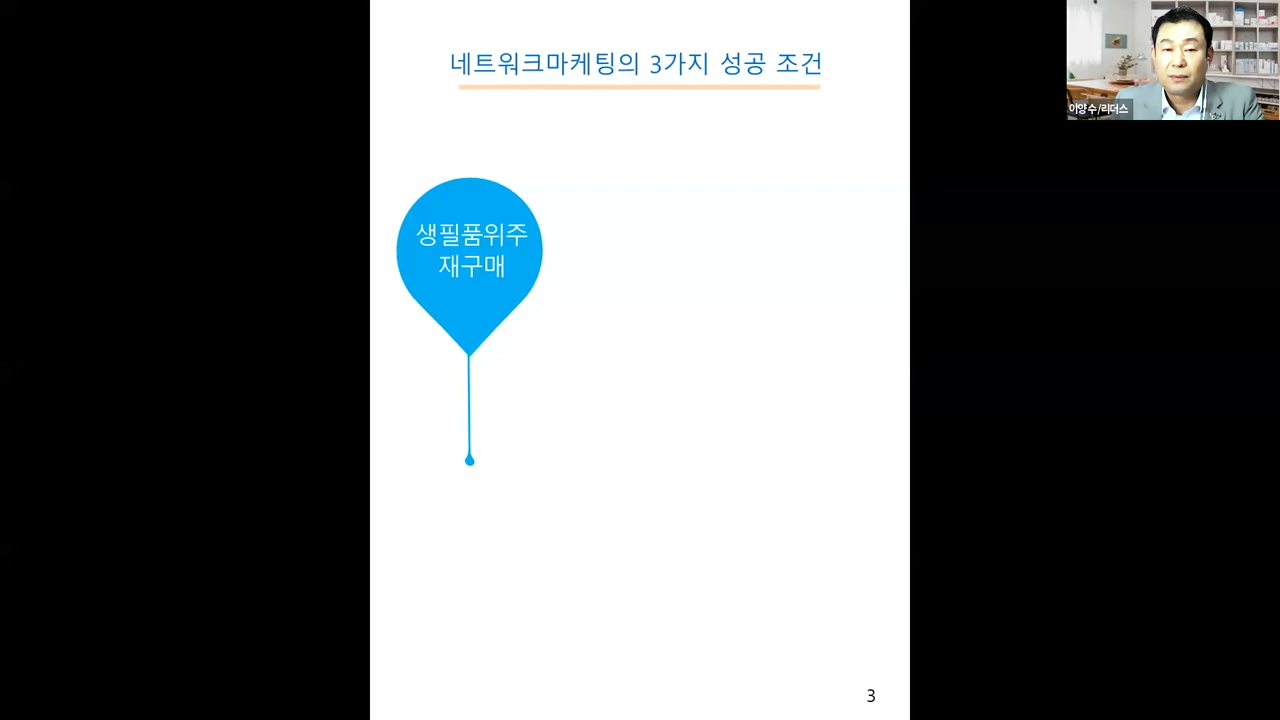 네트워크마케팅의 3가지 성공 조건
이양수/리더스
생필품위주
재구매
3